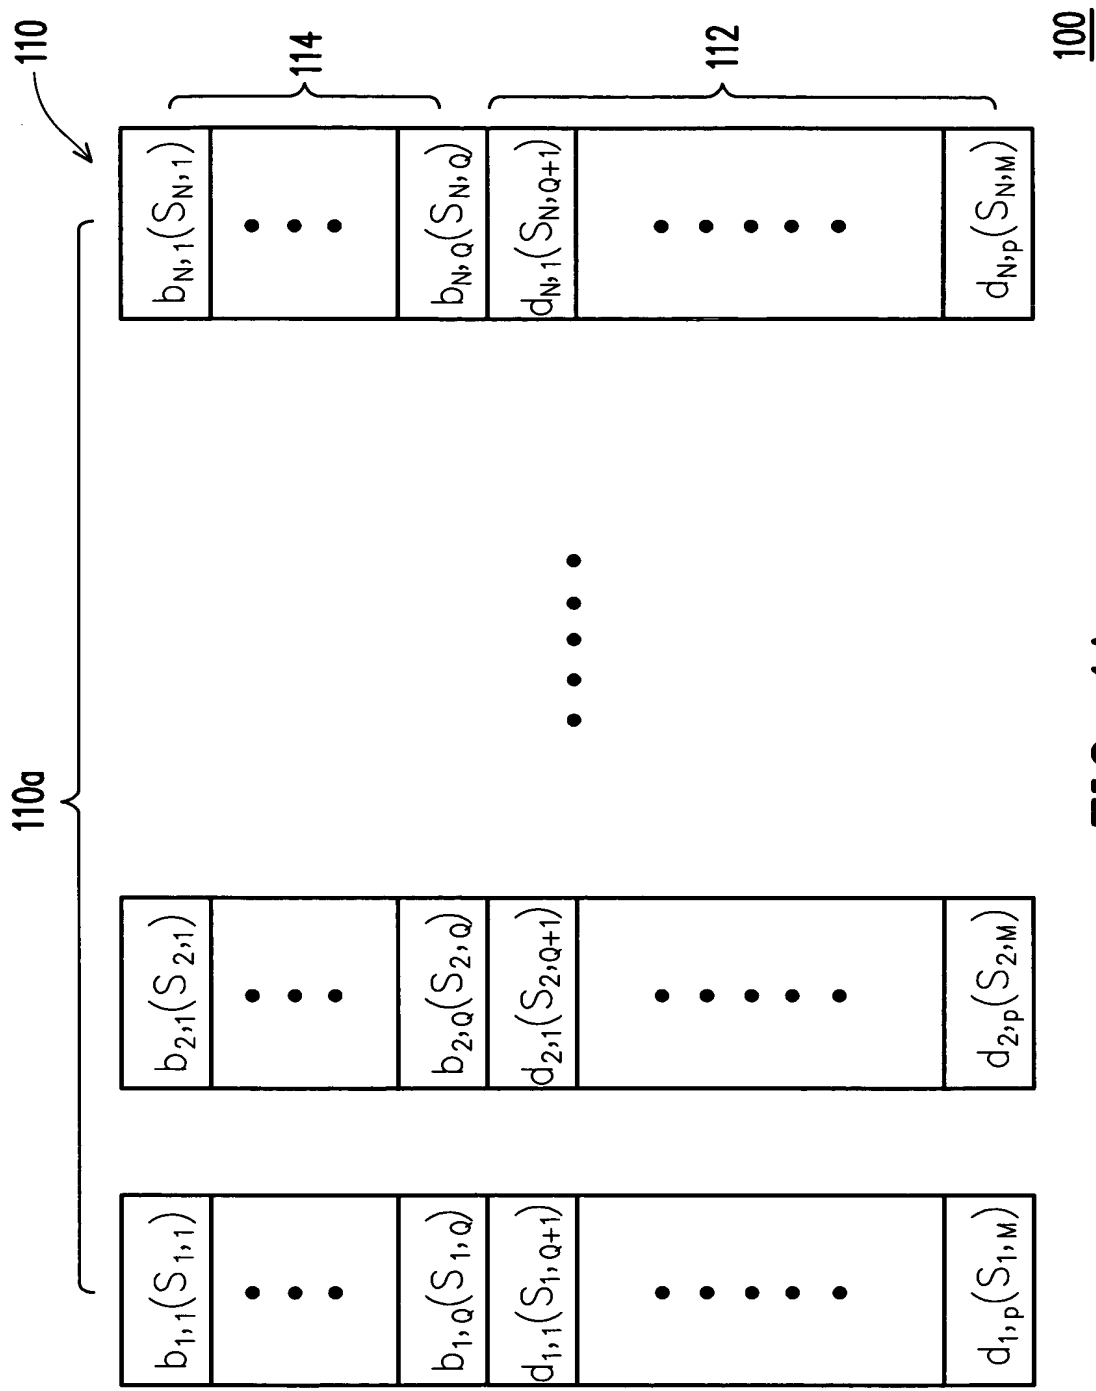 110a
110
b1,1(S1,1)
b1,Q(S1,Q)
d1,1(S1,Q+1)
d1,p(S1,M)
b2,1(S2,1)
b2,Q(S2,Q)
d2,1(S2,Q+1)
d2,p(S2,M)
bN,1(SN,1)
bN,Q(SN,Q)
dN,1(SN,Q+1)
dN,p(SN,M)
114
112
100